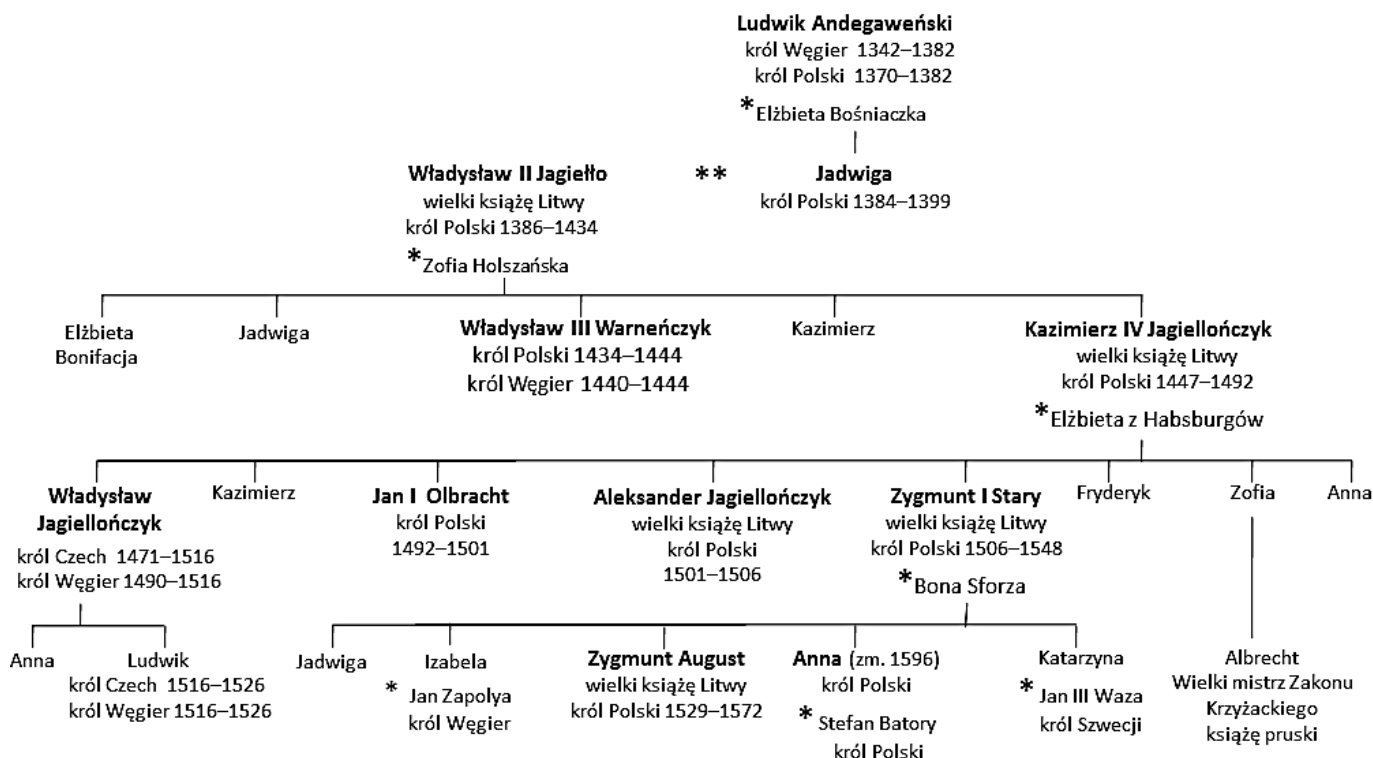 Ludwik Andegaweński
król Węgier 1342–1382
król Polski 1370–1382
* Elżbieta Bośniaczka
Władysław II Jagiełło
wielki książę Litwy
król Polski 1386–1434
* Zofia Holszańska
**
Jadwiga
król Polski 1384–1399
Elżbieta
Bonifacja
Jadwiga
Władysław III Warneńczyk
król Polski 1434–1444
król Węgier 1440–1444
Kazimierz
Kazimierz IV Jagiellończyk
wielki książę Litwy
król Polski 1447–1492
* Elżbieta z Habsburgów
Władysław
Jagiellończyk
król Czech 1471–1516
król Węgier 1490–1516
Kazimierz
Jan I Olbracht
król Polski
1492–1501
Aleksander Jagiellończyk
wielki książę Litwy
król Polski
1501–1506
Zygmunt I Stary
wielki książę Litwy
król Polski 1506–1548
* Bona Sforza
Fryderyk
Zofia
Anna
Anna
Ludwik
król Czech 1516–1526
król Węgier 1516–1526
Jadwiga
Izabela
* Jan Zapolya
król Węgier
Zygmunt August
wielki książę Litwy
król Polski 1529–1572
Anna (zm. 1596)
król Polski
* Stefan Batory
król Polski
Katarzyna
* Jan III Waza
król Szwecji
Albrecht
Wielki mistrz Zakonu
Krzyżackiego
książę pruski